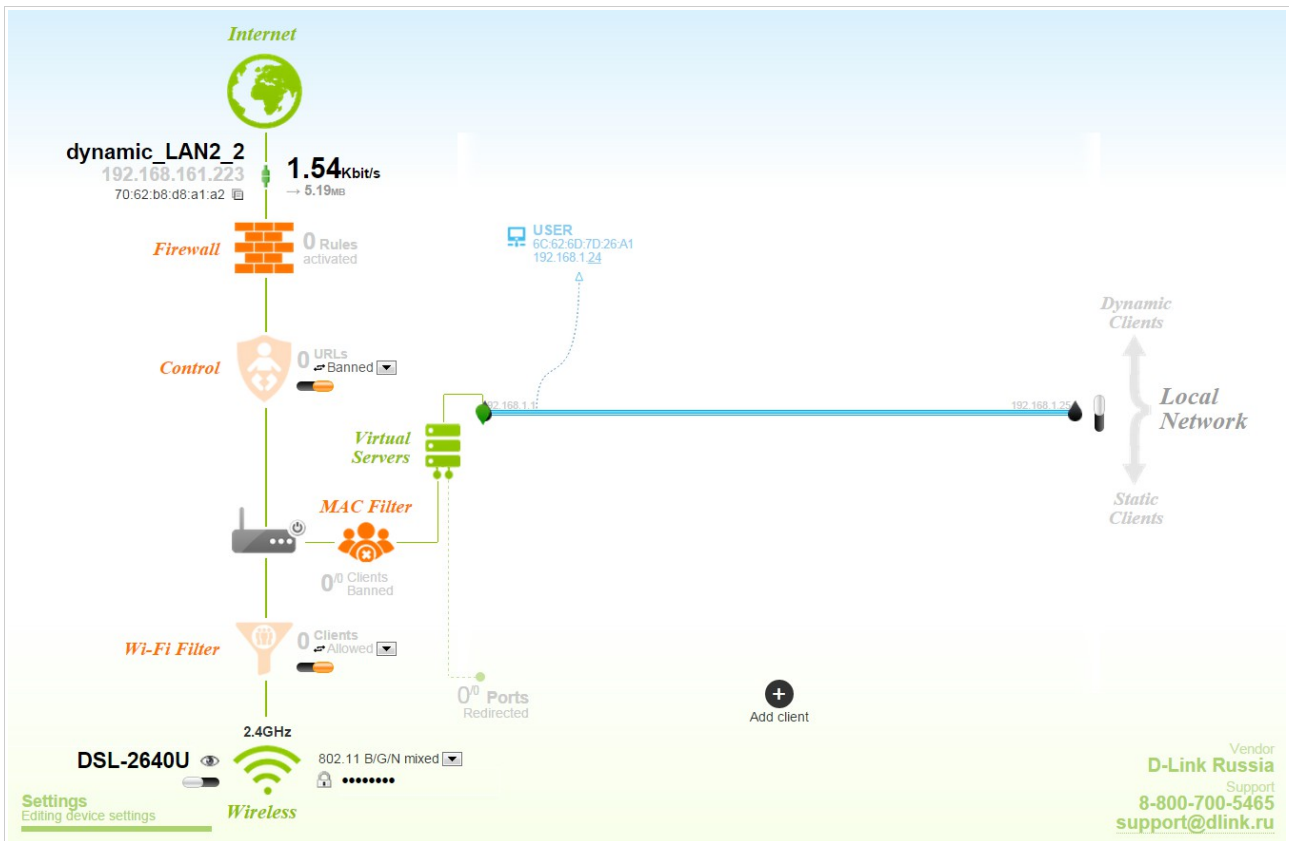 Internet
dynamic_LAN2_2
192.168.161.223
70:62:b8:d8:a1:a2
1.54Kbit/s
→ 5.19MB
Firewall
0 Rules
activated
USER
6C:62:6D:7D:26:A1
192.168.1.24
Control
0 URLs
Banned
92.168.1.1
192.168.1.25
Dynamic
Clients
Local
Network
Static
Clients
Virtual
Servers
MAC Filter
0/0 Clients
Banned
Wi-Fi Filter
0 Clients
Allowed
0/0 Ports
Redirected
+
Add client
2.4GHz
DSL-2640U
802.11 B/G/N mixed
••••••••
Wireless
Settings
Editing device settings
Vendor
D-Link Russia
Support
8-800-700-5465
support@dlink.ru